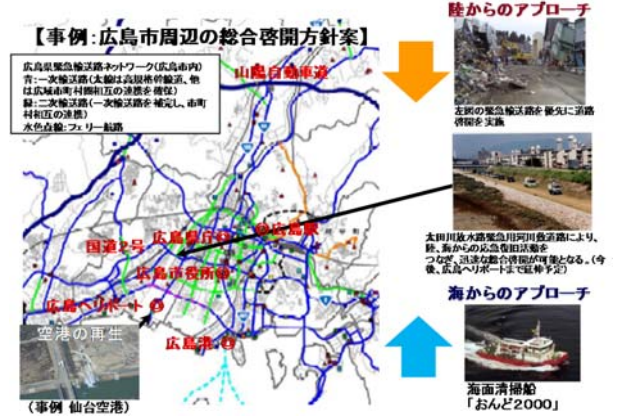 【事例:広島市周辺の総合啓開方針案】
広島県緊急輸送路ネットワーク(広島市内)
青:一次輸送路(太線は高規格幹線道、他
は広域市町村圏相互の連携を確保)
緑:二次輸送路(一次輸送路を補完し、市町
村相互の連携)
水色点線:フェリー航路
山陽自動車道
広島駅
広島県庁
国道2号
広島市役所
広島ヘリポート
広島港
空港の再生
(事例 仙台空港)
陸からのアプローチ
左図の緊急輸送路を優先に道路
啓開を実施
太田川放水路緊急用河川敷道路により、
陸、海からの応急復旧活動を
つなぎ、迅速な総合啓開が可能となる。(今
後、広島ヘリポートまで延伸予定)
海からのアプローチ
海面清掃船
「おんど2000」